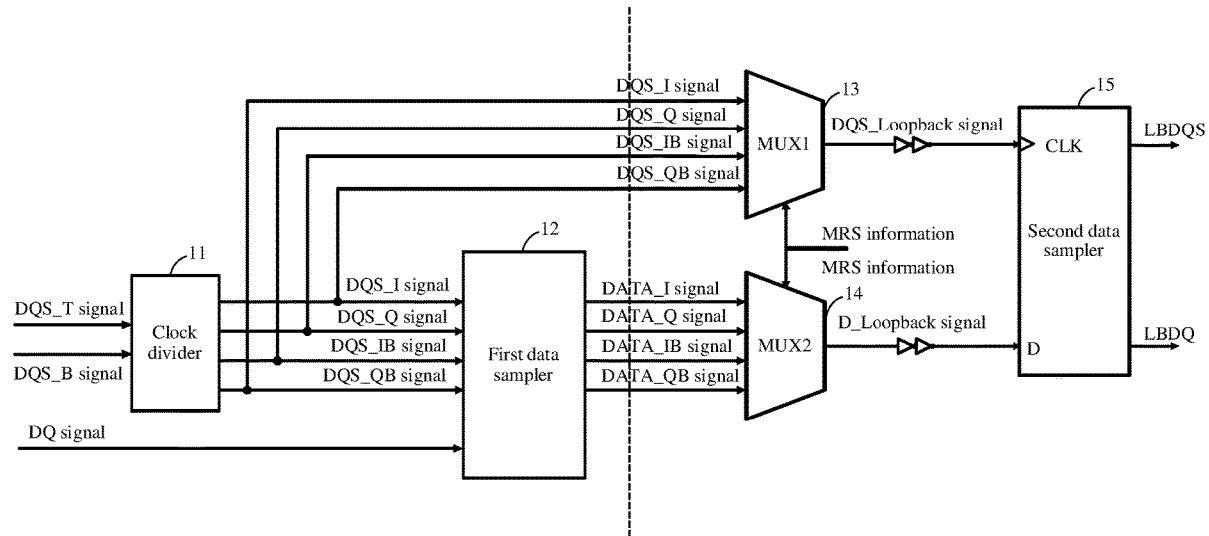 DQS_I signal
DQS_Q signal
DQS_IB signal
DQS_QB signal
13
MUX1
DQS_Loopback signal
15
CLK
LBDQS
MRS information
MRS information
Second data
sampler
11
12
DQS_T signal
DQS_B signal
Clock
divider
DQS_I signal
DQS_Q signal
DQS_IB signal
DQS_QB signal
DQ signal
First data
sampler
DATA_I signal
DATA_Q signal
DATA_IB signal
DATA_QB signal
14
MUX2
D_Loopback signal
D
LBDQ